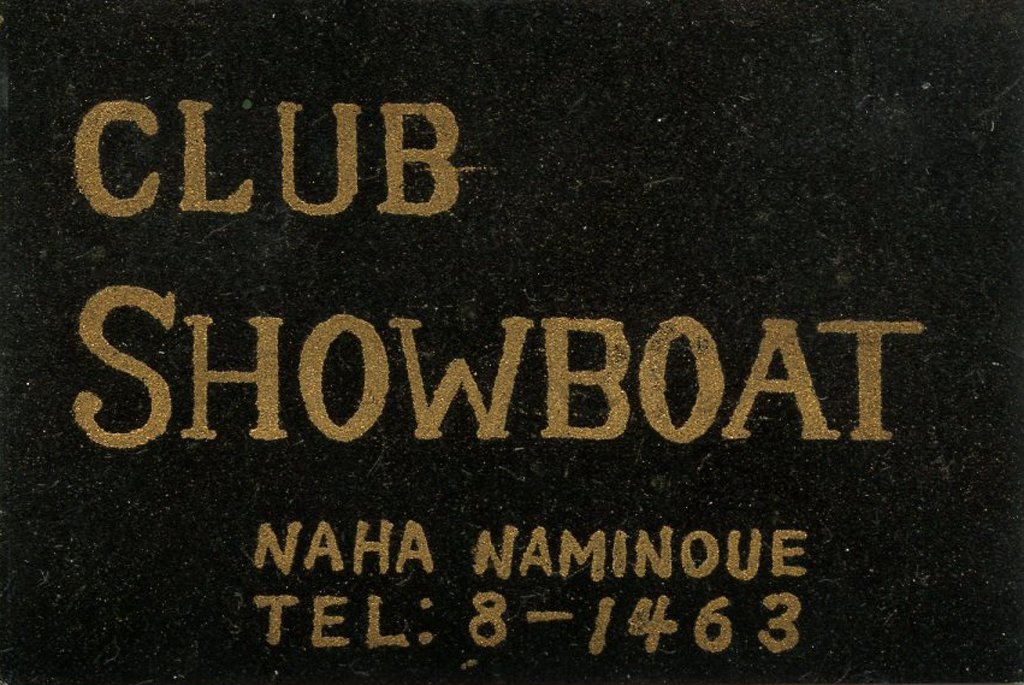 CLUB
SHOWBOAT
NAHA NAMINOUE
TEL: 8-1463